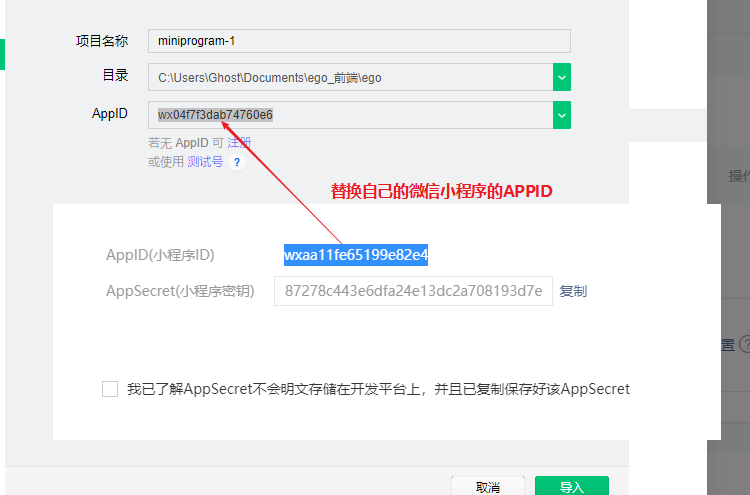 项目名称 miniprogram-1
目录 C:\Users\Ghost\Documents\ego_前端\ego
AppID wx04f7f3dab74760e6
若无 AppID 可 注册
或使用 测试号 ?
替换自己的微信小程序的APPID
操作
AppID(小程序ID) wxaa11fe65199e82e4
AppSecret(小程序密钥) 87278c443e6dfa24e13dc2a708193d7e 复制
置 ?
我已了解AppSecret不会明文存储在开发平台上，并且已复制保存好该AppSecret
取消 导入